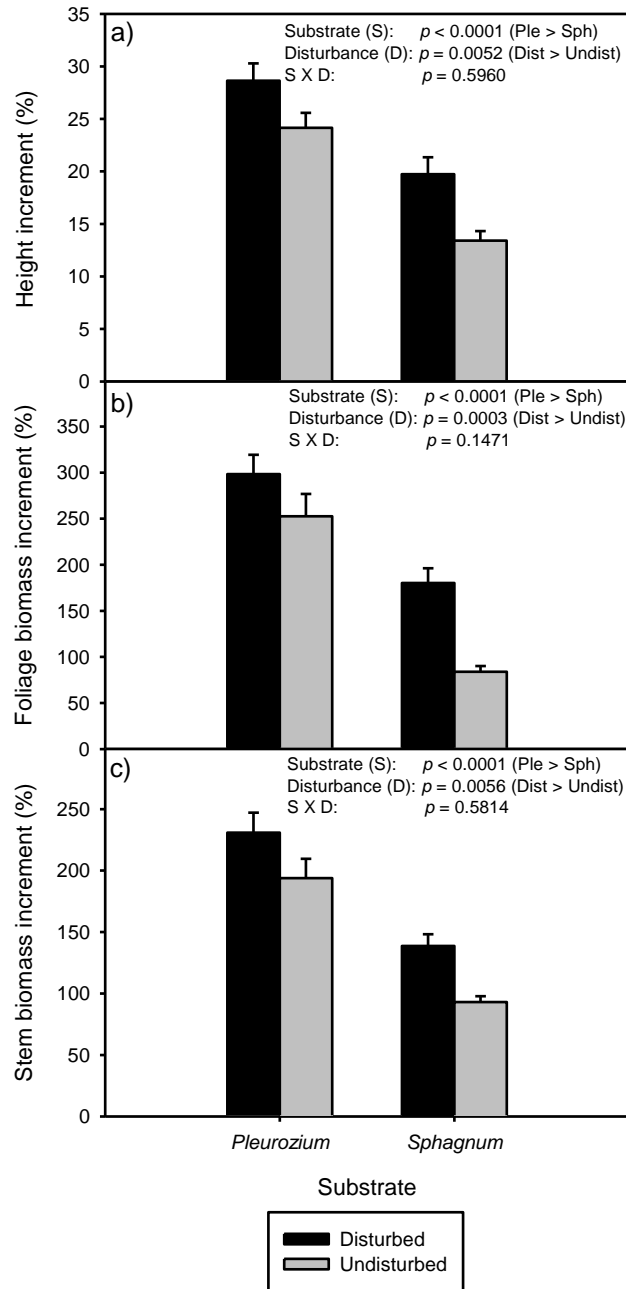 a)
Substrate (S): p < 0.0001 (Ple > Sph)
Disturbance (D): p = 0.0052 (Dist > Undist)
S X D: p = 0.5960
Height increment (%)
35
30
25
20
15
10
5
0
b)
Substrate (S): p < 0.0001 (Ple > Sph)
Disturbance (D): p = 0.0003 (Dist > Undist)
S X D: p = 0.1471
Foliage biomass increment (%)
350
300
250
200
150
100
50
0
c)
Substrate (S): p < 0.0001 (Ple > Sph)
Disturbance (D): p = 0.0056 (Dist > Undist)
S X D: p = 0.5814
Stem biomass increment (%)
250
200
150
100
50
0
Pleurozium Sphagnum
Substrate
Disturbed
Undisturbed